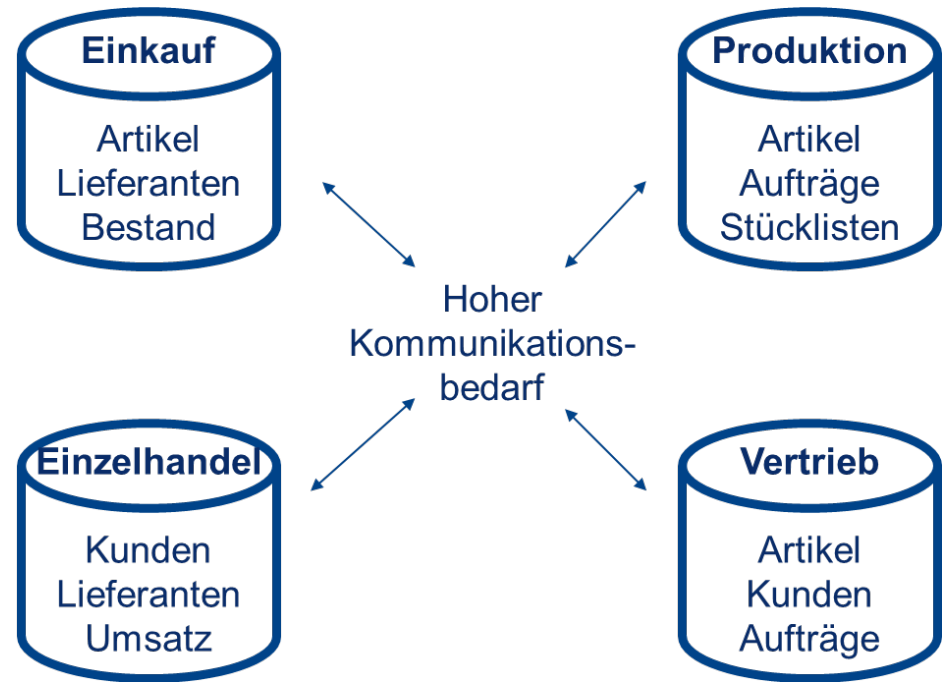 Einkauf
Artikel
Lieferanten
Bestand
Produktion
Artikel
Aufträge
Stücklisten
Hoher
Kommunikations-
bedarf
Einzelhandel
Kunden
Lieferanten
Umsatz
Vertrieb
Artikel
Kunden
Aufträge